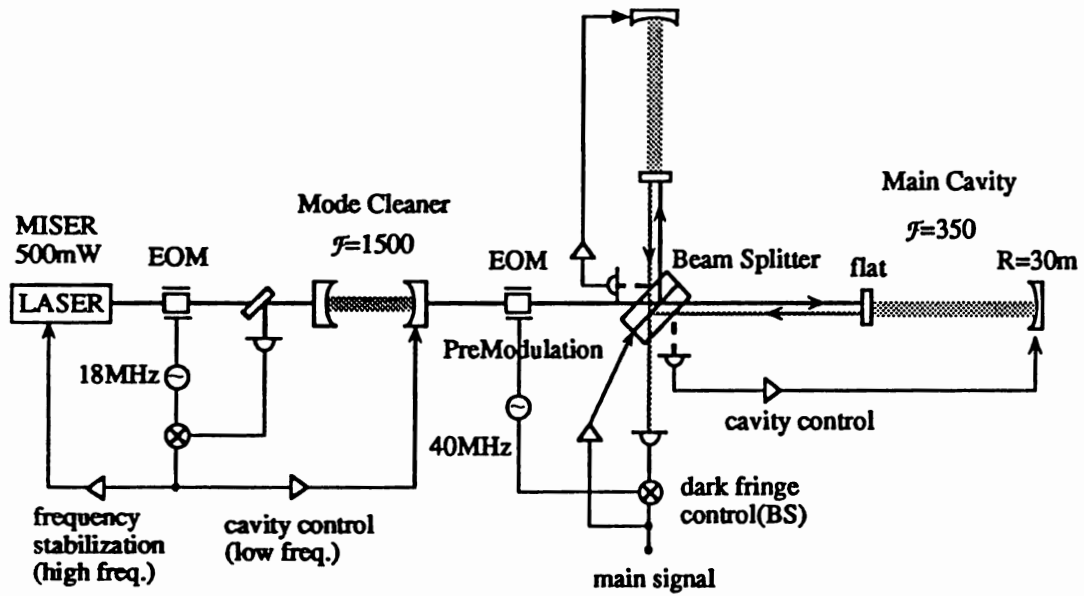 MISER
500mW
LASER
EOM
18MHz
frequency
stabilization
(high freq.)
cavity control
(low freq.)
Mode Cleaner
ℱ=1500
EOM
PreModulation
40MHz
Beam Splitter
Main Cavity
ℱ=350
flat
R=30m
cavity control
dark fringe
control(BS)
main signal